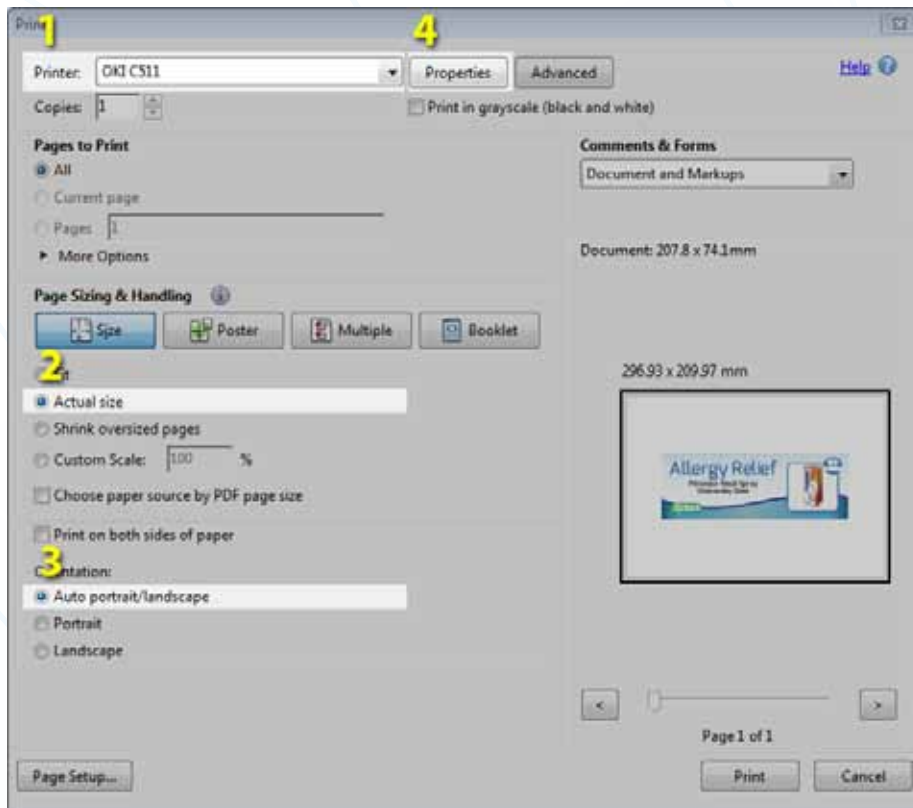 Print
1
4
Printer: OKI C511 Properties Advanced Help
Copies: 1 Print in grayscale (black and white)
Pages to Print Comments & Forms
All Document and Markups
Current page
Pages 1
More Options Document: 207.8 x 74.1mm
Page Sizing & Handling
Size Poster Multiple Booklet
2
296.93 x 209.97 mm
Actual size
Shrink oversized pages
Custom Scale: 100 %
Allergy Relief
Choose paper source by PDF page size
Print on both sides of paper
3
Auto portrait/landscape
Portrait
Landscape
< >
Page 1 of 1
Page Setup... Print Cancel